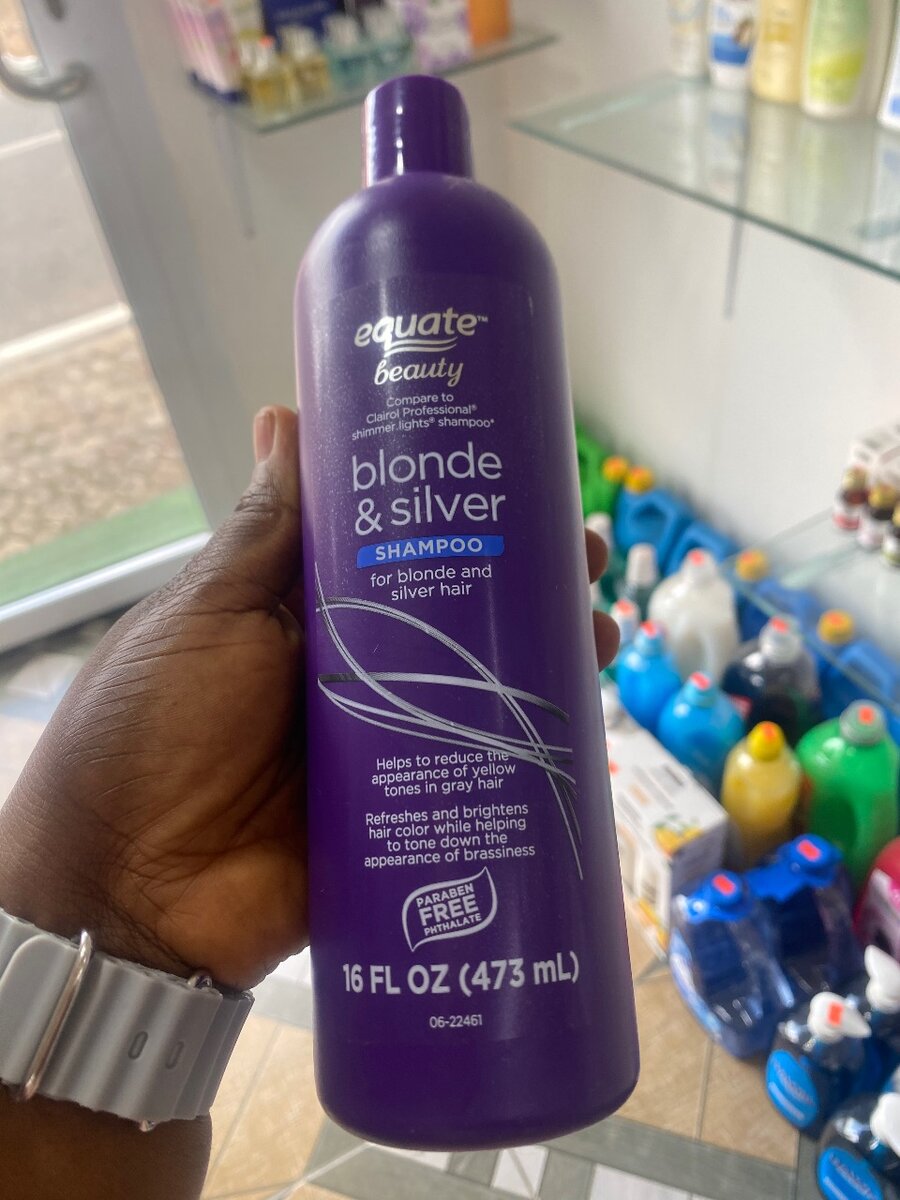 equate™
beauty
Compare to
Clairol Professional®
shimmer lights® shampoo*
blonde
& silver
SHAMPOO
for blonde and
silver hair
Helps to reduce the
appearance of yellow
tones in gray hair
Refreshes and brightens
hair color while helping
to tone down the
appearance of brassiness
PARABEN
FREE
PHTHALATE
16 FL OZ (473 mL)
06-22461